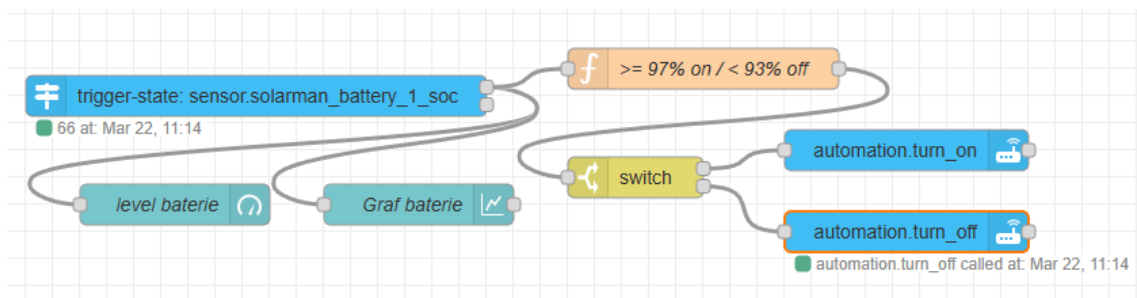 >= 97% on / < 93% off
trigger-state: sensor.solarman_battery_1_soc
66 at: Mar 22, 11:14
automation.turn_on
switch
level baterie
Graf baterie
automation.turn_off
automation.turn_off called at: Mar 22, 11:14